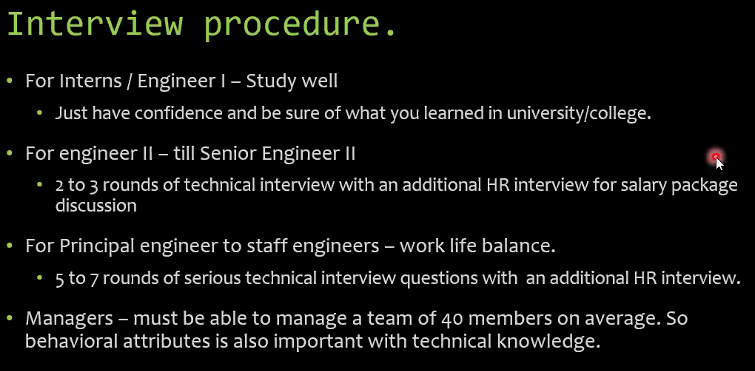 Interview procedure.
• For Interns / Engineer I – Study well
• Just have confidence and be sure of what you learned in university/college.
• For engineer II – till Senior Engineer II
• 2 to 3 rounds of technical interview with an additional HR interview for salary package
discussion
• For Principal engineer to staff engineers – work life balance.
• 5 to 7 rounds of serious technical interview questions with an additional HR interview.
• Managers – must be able to manage a team of 40 members on average. So
behavioral attributes is also important with technical knowledge.